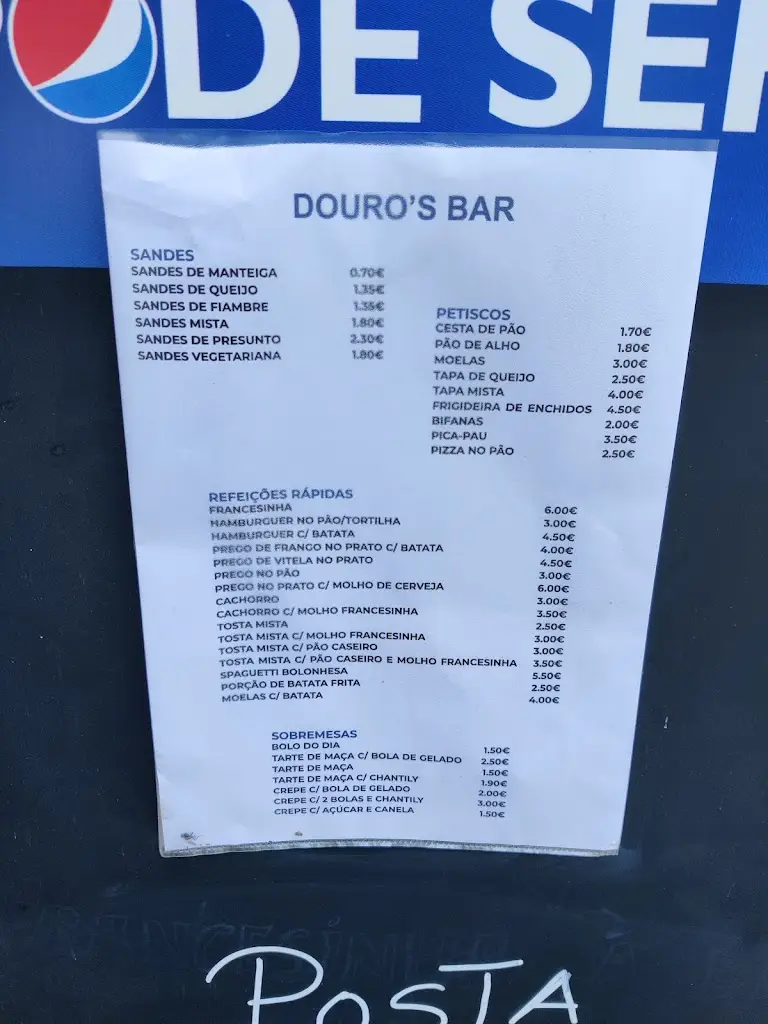 PODE SER
DOURO'S BAR
SANDES
SANDES DE MANTEIGA 0.70€
SANDES DE QUEIJO 1.35€
SANDES DE FIAMBRE 1.35€
SANDES MISTA 1.80€
SANDES DE PRESUNTO 2.30€
SANDES VEGETARIANA 1.80€
PETISCOS
CESTA DE PÃO 1.70€
PÃO DE ALHO 1.80€
MOELAS 3.00€
TAPA DE QUEIJO 2.50€
TAPA MISTA 4.00€
FRIGIDEIRA DE ENCHIDOS 4.50€
BIFANAS 2.00€
PICA-PAU 3.50€
PIZZA NO PÃO 2.50€
REFEIÇÕES RÁPIDAS
FRANCESINHA 6.00€
HAMBURGUER NO PÃO/TORTILHA 3.00€
HAMBURGUER C/ BATATA 4.50€
PREGO DE FRANGO NO PRATO C/ BATATA 4.00€
PREGO DE VITELA NO PRATO 4.50€
PREGO NO PÃO 3.00€
PREGO NO PRATO C/ MOLHO DE CERVEJA 6.00€
CACHORRO 3.00€
CACHORRO C/ MOLHO FRANCESINHA 3.50€
TOSTA MISTA 2.50€
TOSTA MISTA C/ MOLHO FRANCESINHA 3.00€
TOSTA MISTA C/ PÃO CASEIRO 3.00€
TOSTA MISTA C/ PÃO CASEIRO E MOLHO FRANCESINHA 3.50€
SPAGUETTI BOLONHESA 5.50€
PORÇÃO DE BATATA FRITA 2.50€
MOELAS C/ BATATA 4.00€
SOBREMESAS
BOLO DO DIA 1.50€
TARTE DE MAÇA C/ BOLA DE GELADO 2.50€
TARTE DE MAÇA 1.50€
TARTE DE MAÇA C/ CHANTILY 1.90€
CREPE C/ BOLA DE GELADO 2.00€
CREPE C/ 2 BOLAS E CHANTILY 3.00€
CREPE C/ AÇÚCAR E CANELA 1.50€
POSTA